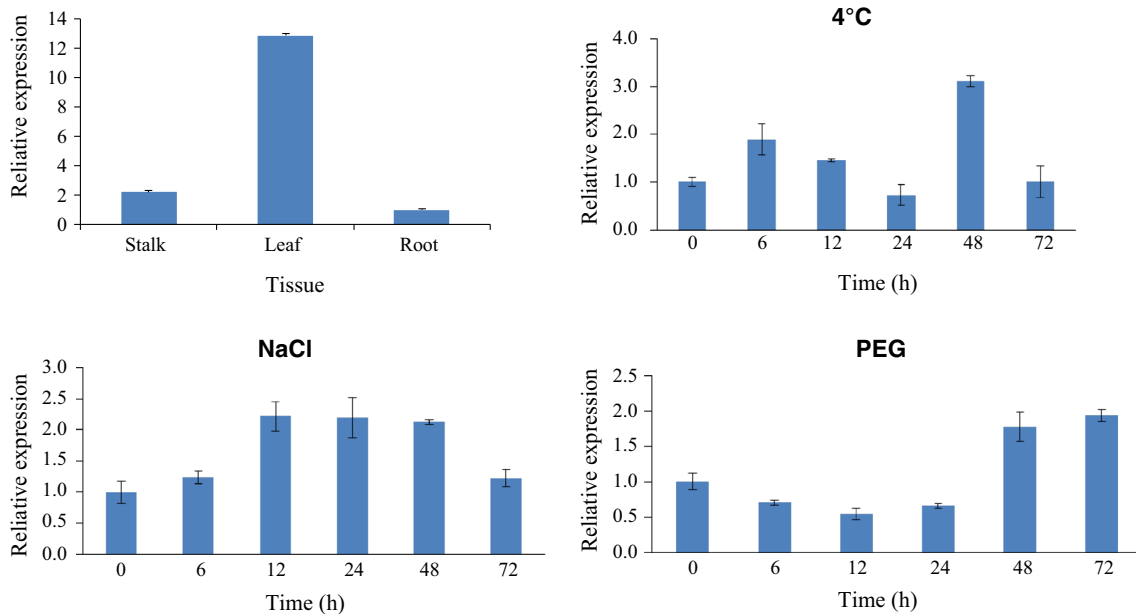 Reliative expression
14
12
10
8
6
4
2
0
Stalk Leaf Root
Tissue
4°C
Reliative expression
4.0
3.0
2.0
1.0
0.0
0 6 12 24 48 72
Time (h)
NaCl
Reliative expression
3.0
2.5
2.0
1.5
1.0
0.5
0.0
0 6 12 24 48 72
Time (h)
PEG
Reliative expression
2.5
2.0
1.5
1.0
0.5
0.0
0 6 12 24 48 72
Time (h)